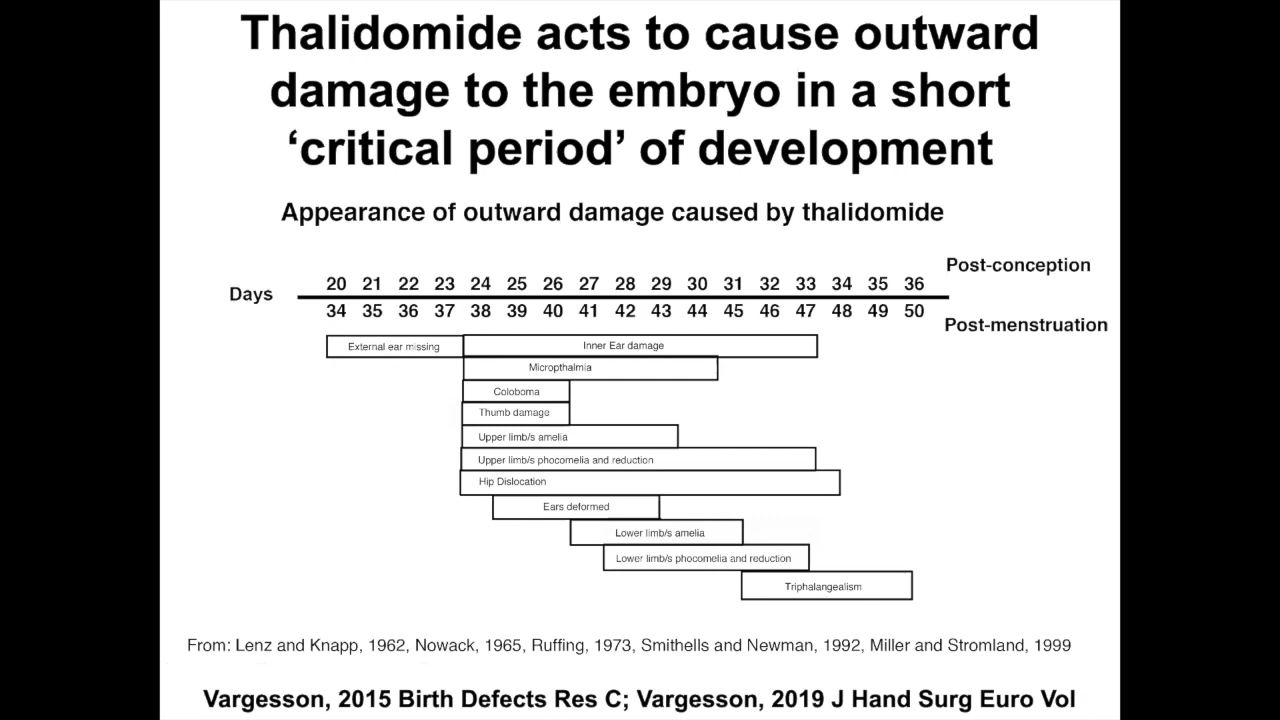 Thalidomide acts to cause outward
damage to the embryo in a short
‘critical period’ of development
Appearance of outward damage caused by thalidomide
Post-conception
20 21 22 23 24 25 26 27 28 29 30 31 32 33 34 35 36
Days
34 35 36 37 38 39 40 41 42 43 44 45 46 47 48 49 50
Post-menstruation
External ear missing
Inner Ear damage
Micropthalmia
Coloboma
Thumb damage
Upper limb/s amelia
Upper limb/s phocomelia and reduction
Hip Dislocation
Ears deformed
Lower limb/s amelia
Lower limb/s phocomelia and reduction
Triphalangealism
From: Lenz and Knapp, 1962, Nowack, 1965, Ruffing, 1973, Smithells and Newman, 1992, Miller and Stromland, 1999
Vargesson, 2015 Birth Defects Res C; Vargesson, 2019 J Hand Surg Euro Vol